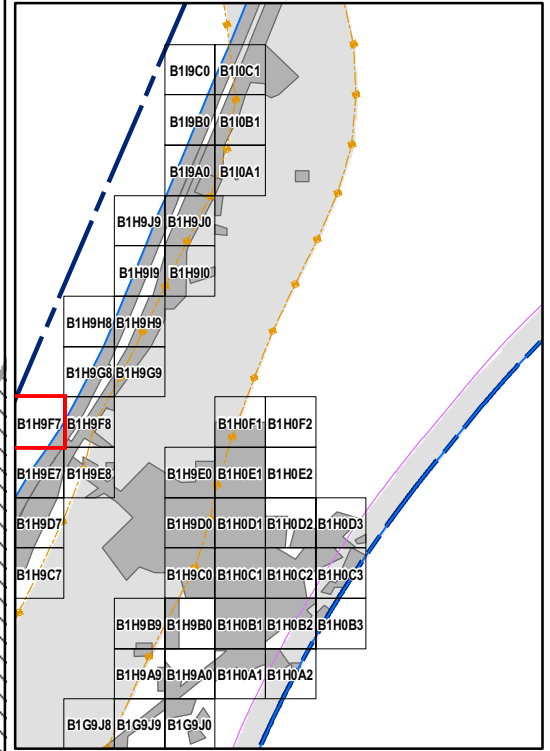 B1I9C0 B1I0C1
B1I9B0 B1I0B1
B1I9A0 B1I0A1
B1H9J9 B1H9J0
B1H9I9 B1H9I0
B1H9H8 B1H9H9
B1H9G8 B1H9G9
B1H9F7 B1H9F8 B1H0F1 B1H0F2
B1H9E7 B1H9E8 B1H9E0 B1H0E1 B1H0E2
B1H9D7 B1H9D0 B1H0D1 B1H0D2 B1H0D3
B1H9C7 B1H9C0 B1H0C1 B1H0C2 B1H0C3
B1H9B9 B1H9B0 B1H0B1 B1H0B2 B1H0B3
B1H9A9 B1H9A0 B1H0A1 B1H0A2
B1G9J8 B1G9J9 B1G9J0